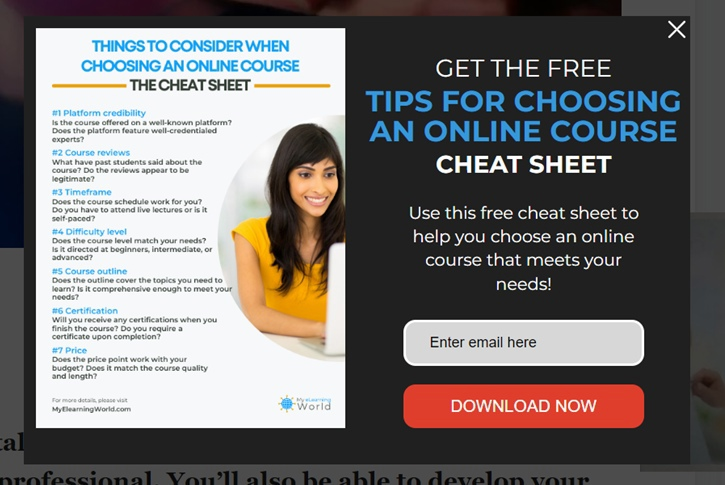 THINGS TO CONSIDER WHEN
CHOOSING AN ONLINE COURSE
THE CHEAT SHEET
#1 Platform credibility
Is the course offered on a well-known platform?
Does the platform feature well-credentialed
experts?
#2 Course reviews
What have past students said about the
course? Do the reviews appear to be
legitimate?
#3 Timeframe
Does the course schedule work for you?
Do you have to attend live lectures or is it
self-paced?
#4 Difficulty level
Does the course level match your needs?
Is it directed at beginners, intermediate, or
advanced?
#5 Course outline
Does the outline cover the topics you need to
learn? Is it comprehensive enough to meet your
needs?
#6 Certification
Will you receive any certifications when you
finish the course? Do you require a
certificate upon completion?
#7 Price
Does the price point work with your
budget? Does it match the course quality
and length?
For more details, please visit
MyElearningWorld.com
My eLearning
World
GET THE FREE
TIPS FOR CHOOSING
AN ONLINE COURSE
CHEAT SHEET
Use this free cheat sheet to
help you choose an online
course that meets your
needs!
Enter email here
DOWNLOAD NOW
tal
professional. You'll also be able to develop your